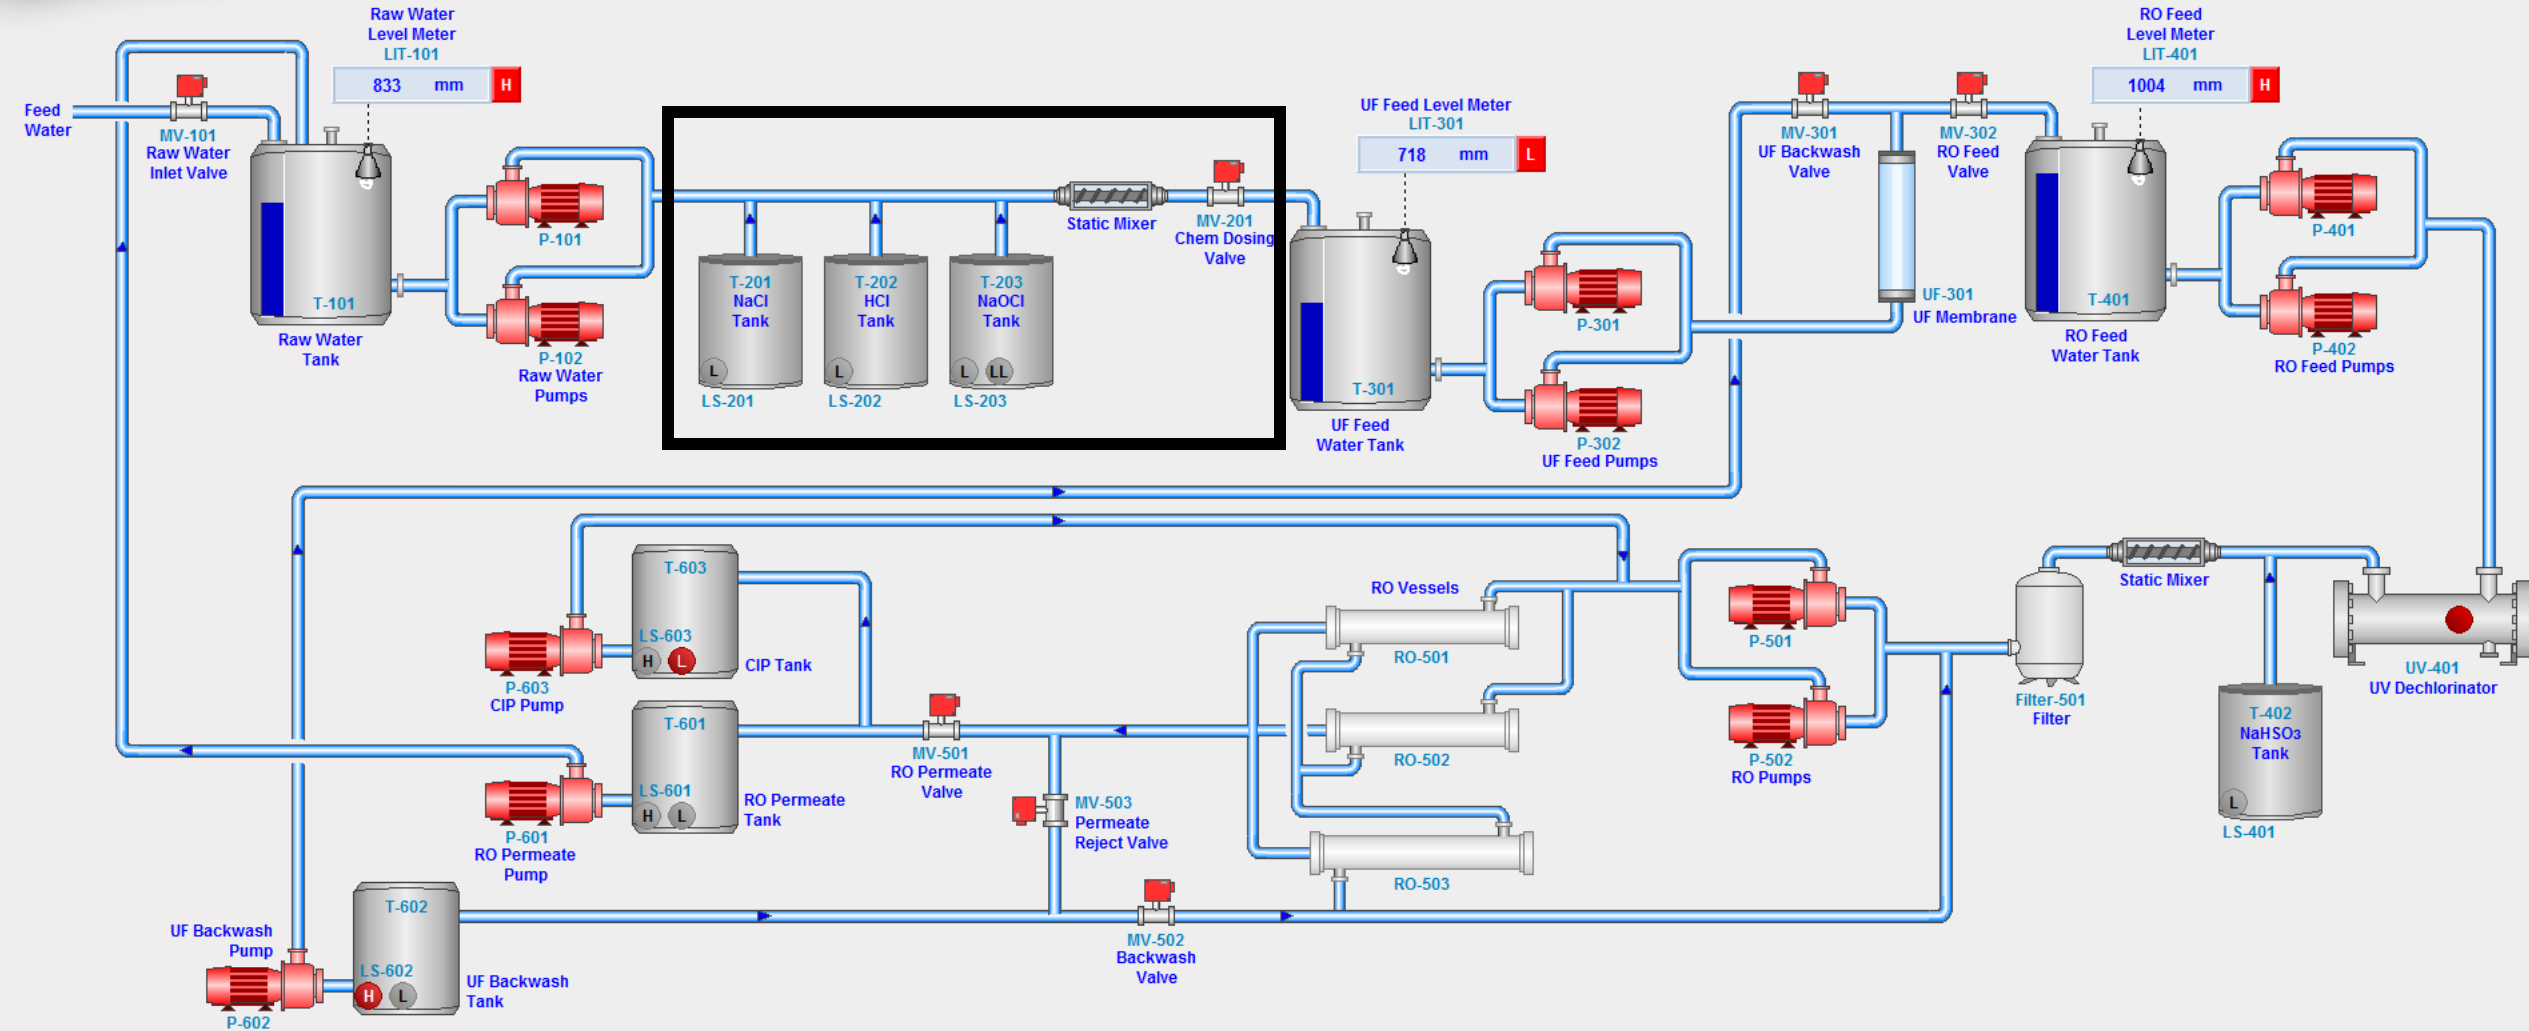 Raw Water
Level Meter
LIT-101
833 mm H
Feed
Water
MV-101
Raw Water
Inlet Valve
T-101
Raw Water
Tank
P-101
P-102
Raw Water
Pumps
T-201
NaCl
Tank
L
LS-201
T-202
HCl
Tank
L
LS-202
T-203
NaOCl
Tank
L LL
LS-203
Static Mixer
MV-201
Chem Dosing
Valve
UF Feed Level Meter
LIT-301
718 mm L
T-301
UF Feed
Water Tank
P-301
P-302
UF Feed Pumps
MV-301
UF Backwash
Valve
MV-302
RO Feed
Valve
UF-301
UF Membrane
RO Feed
Level Meter
LIT-401
1004 mm H
T-401
RO Feed
Water Tank
P-401
P-402
RO Feed Pumps
T-603
LS-603
H L
CIP Tank
P-603
CIP Pump
T-601
LS-601
H L
RO Permeate
Tank
P-601
RO Permeate
Pump
T-602
LS-602
H L
UF Backwash
Tank
UF Backwash
Pump
P-602
MV-501
RO Permeate
Valve
MV-503
Permeate
Reject Valve
MV-502
Backwash
Valve
RO Vessels
RO-501
RO-502
RO-503
P-501
P-502
RO Pumps
Filter-501
Filter
Static Mixer
T-402
NaHSO3
Tank
L
LS-401
UV-401
UV Dechlorinator